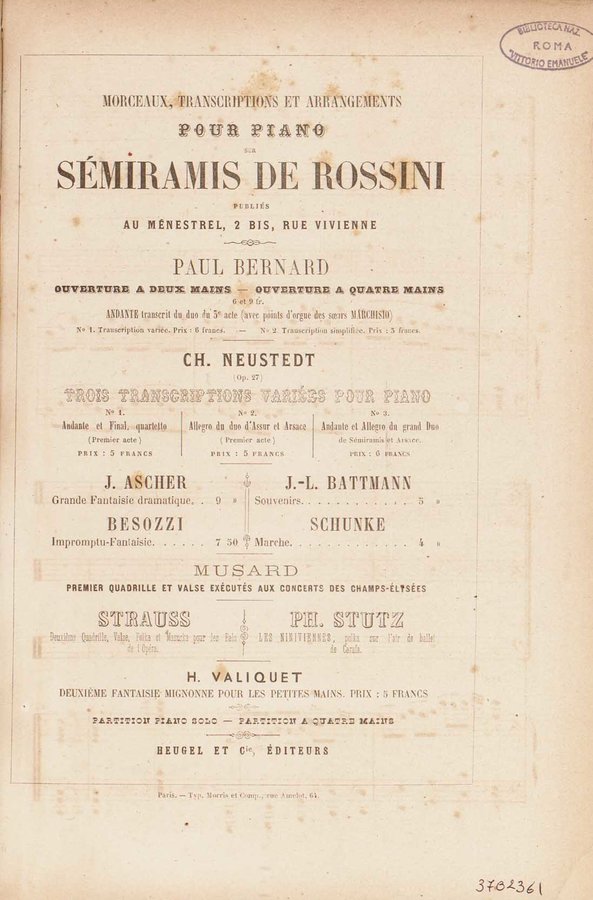 BIBLIOTECA NAZ.
ROMA
"VITTORIO EMANUELE"
MORCEAUX, TRANSCRIPTIONS ET ARRANGEMENTS
POUR PIANO
SUR
SÉMIRAMIS DE ROSSINI
PUBLIÉS
AU MÉNESTREL, 2 BIS, RUE VIVIENNE
PAUL BERNARD
OUVERTURE A DEUX MAINS — OUVERTURE A QUATRE MAINS
6 et 9 fr.
ANDANTE transcrit du duo du 3e acte (avec points d'orgue des sœurs MARCHISIO)
No 1. Transcription variée. Prix : 6 francs. — No 2. Transcription simplifiée. Prix : 5 francs.
CH. NEUSTEDT
(Op. 27)
TROIS TRANSCRIPTIONS VARIÉES POUR PIANO
No 1. No 2. No 3.
Andante et Final, quartetto Allegro du duo d'Assur et Arsace Andante et Allegro du grand Duo
(Premier acte) (Premier acte) de Sémiramis et Arsace.
PRIX : 5 FRANCS PRIX : 5 FRANCS PRIX : 6 FRANCS
J. ASCHER J.-L. BATTMANN
Grande Fantaisie dramatique. . 9 » Souvenirs. . . . . . . . . . . . 5 »
BESOZZI SCHUNKE
Impromptu-Fantaisie. . . . . . 7 50 Marche. . . . . . . . . . . . . 4 »
MUSARD
PREMIER QUADRILLE ET VALSE EXÉCUTÉS AUX CONCERTS DES CHAMPS-ÉLYSÉES
STRAUSS PH. STUTZ
Deuxième Quadrille, Valse, Polka et Mazurka pour les Bals LES NINIVIENNES, polka sur l'air de ballet
de l'Opéra. de Carafa.
H. VALIQUET
DEUXIÈME FANTAISIE MIGNONNE POUR LES PETITES MAINS. PRIX : 5 FRANCS
PARTITION PIANO SOLO — PARTITION A QUATRE MAINS
HEUGEL ET Cie, ÉDITEURS
Paris. — Typ. Morris et Comp., rue Amelot, 64.
3702361